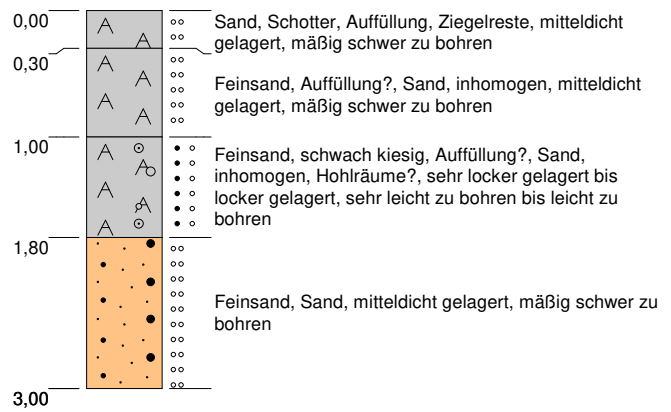 0,00
Sand, Schotter, Auffüllung, Ziegelreste, mitteldicht
gelagert, mäßig schwer zu bohren
0,30
Feinsand, Auffüllung?, Sand, inhomogen, mitteldicht
gelagert, mäßig schwer zu bohren
1,00
Feinsand, schwach kiesig, Auffüllung?, Sand,
inhomogen, Hohlräume?, sehr locker gelagert bis
locker gelagert, sehr leicht zu bohren bis leicht zu
bohren
1,80
Feinsand, Sand, mitteldicht gelagert, mäßig schwer zu
bohren
3,00